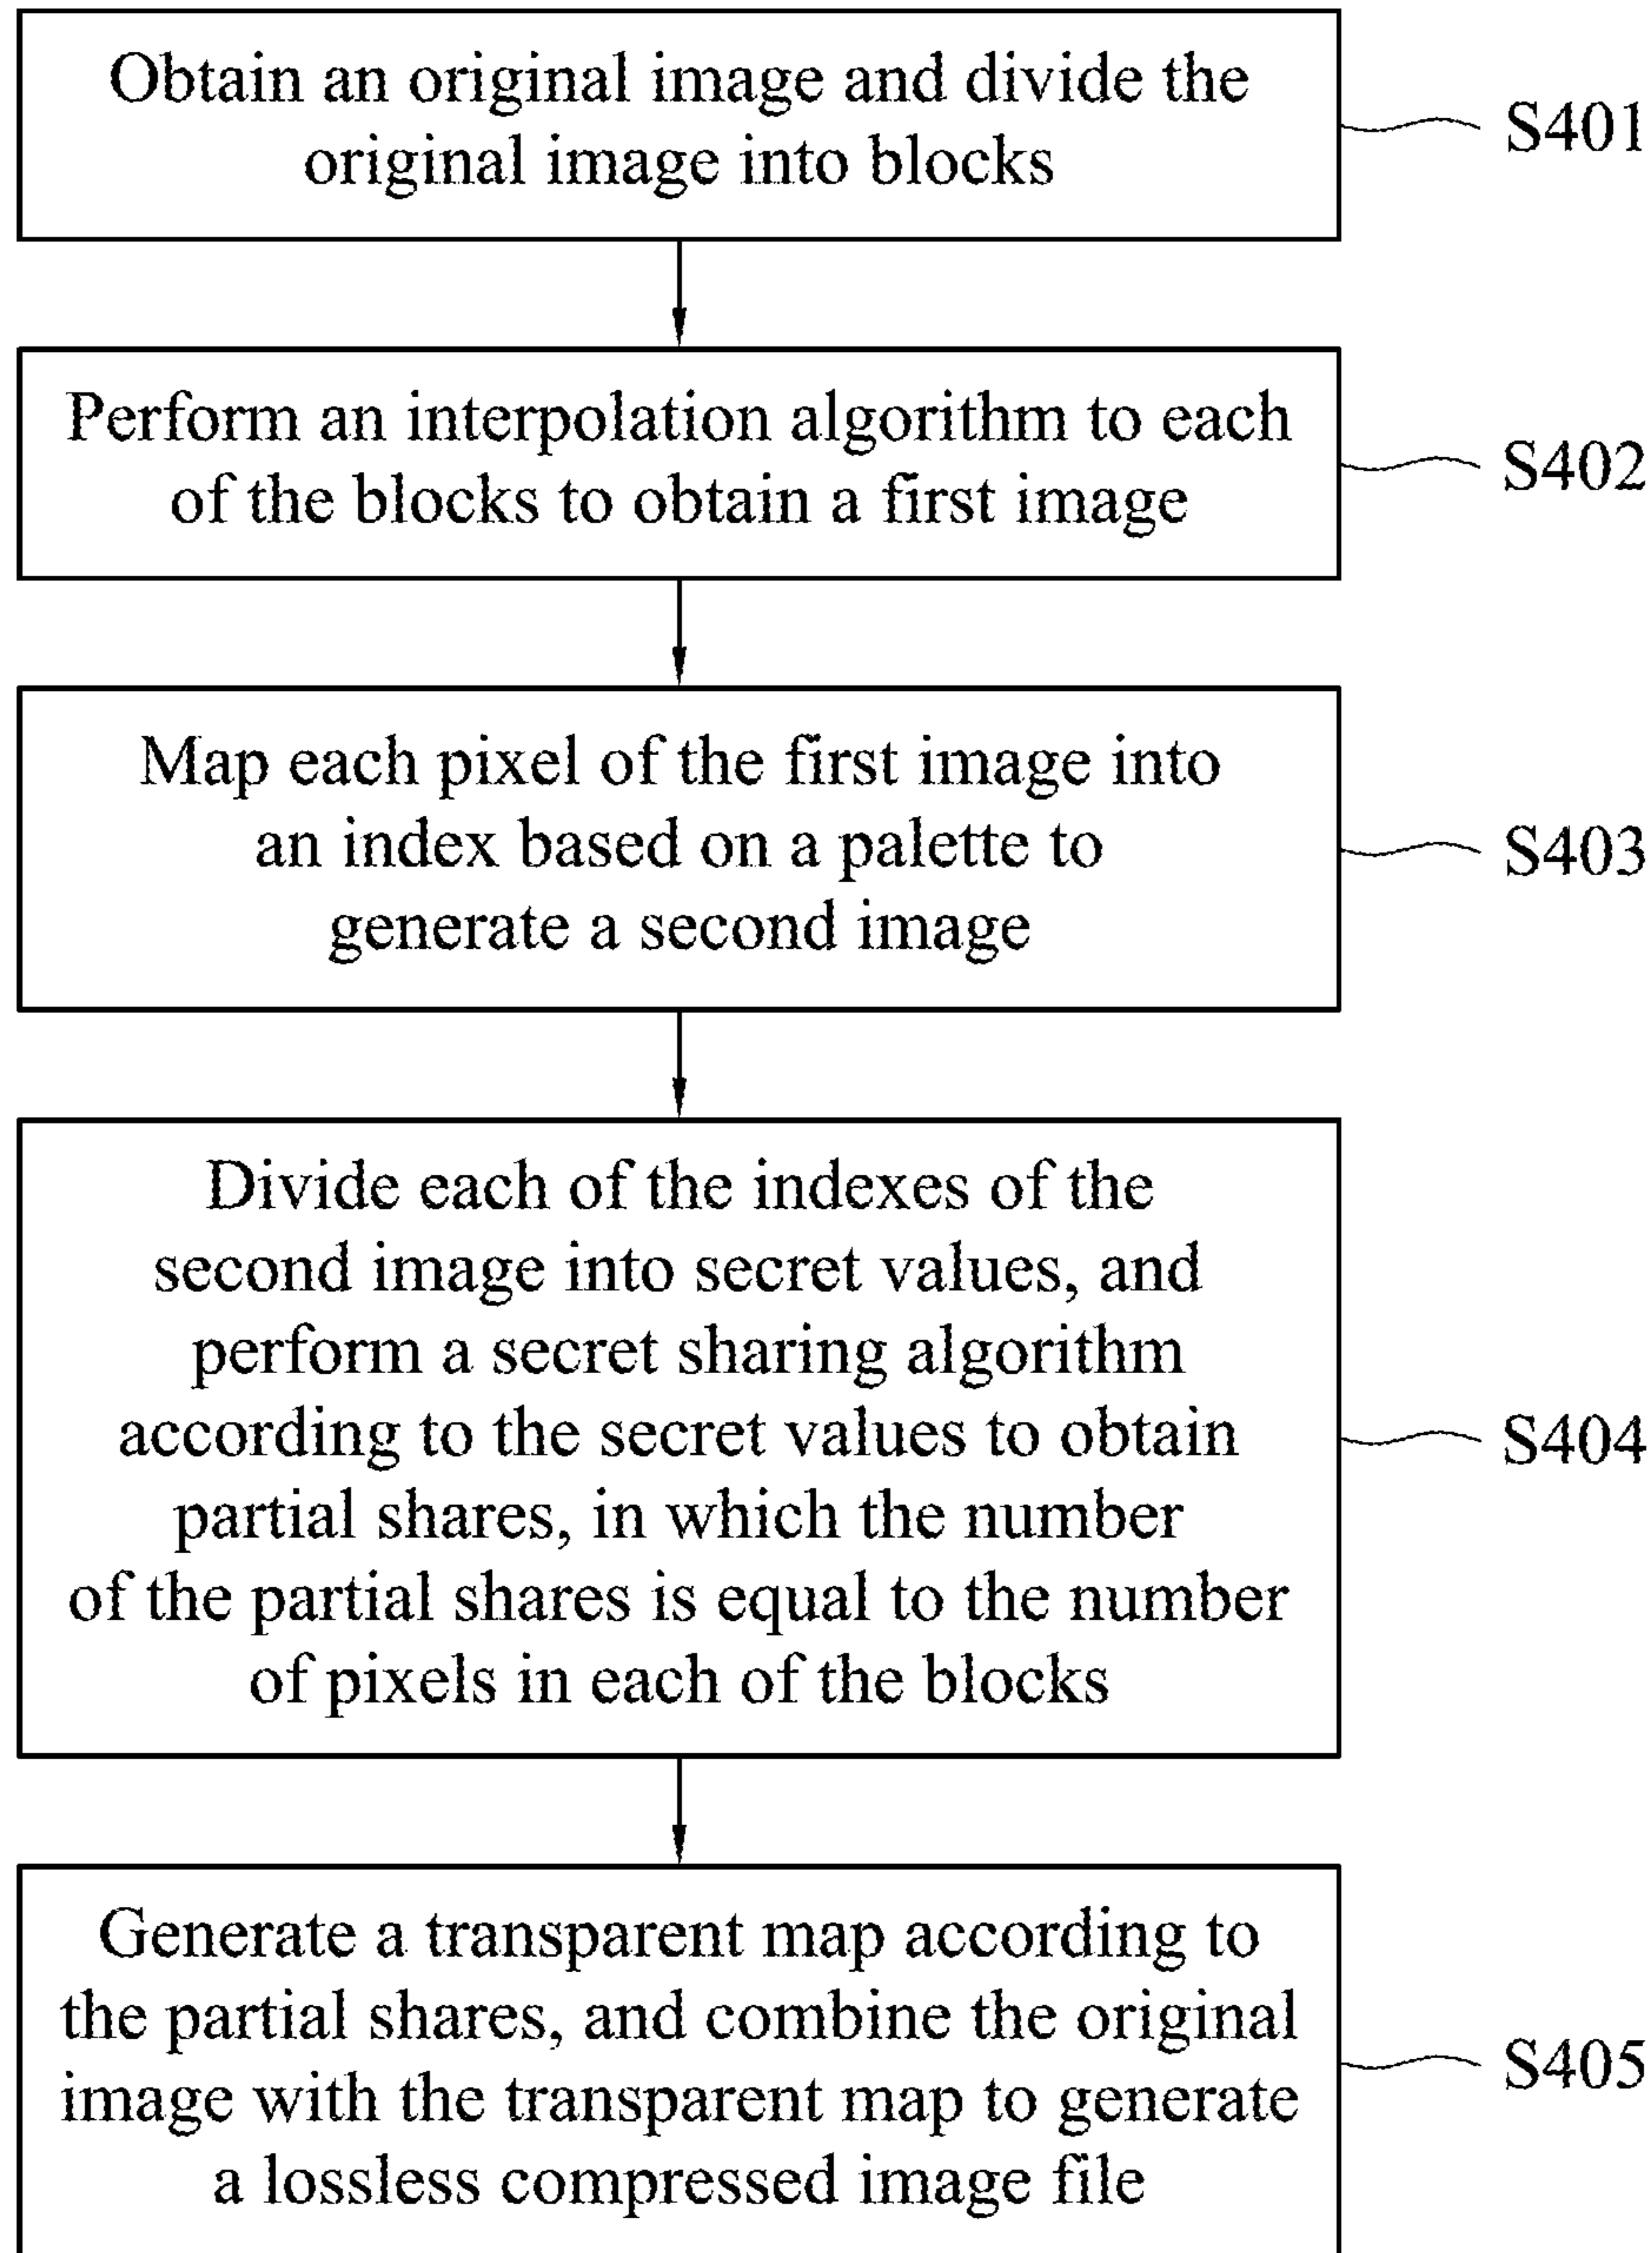 Obtain an original image and divide the
original image into blocks
S401
Perform an interpolation algorithm to each
of the blocks to obtain a first image
S402
Map each pixel of the first image into
an index based on a palette to
generate a second image
S403
Divide each of the indexes of the
second image into secret values, and
perform a secret sharing algorithm
according to the secret values to obtain
partial shares, in which the number
of the partial shares is equal to the number
of pixels in each of the blocks
S404
Generate a transparent map according to
the partial shares, and combine the original
image with the transparent map to generate
a lossless compressed image file
S405